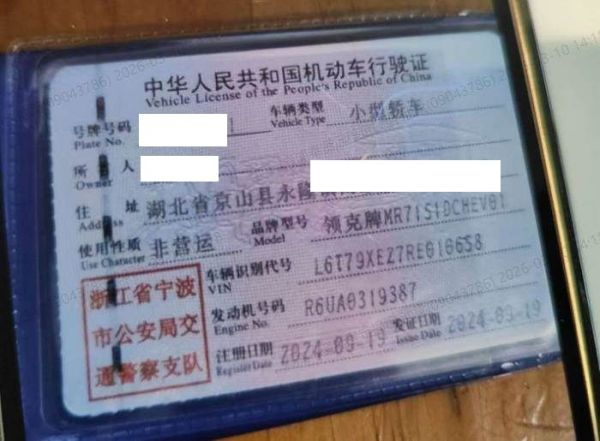 中华人民共和国机动车行驶证
Vehicle License of the People's Republic of China
号牌号码
Plate No.
车辆类型 小型轿车
Vehicle Type
所 人
Owner
住 址 湖北省京山县永隆
Address
使用性质 非营运
Use Character
品牌型号 领克牌MR7151DCHEV01
Model
车辆识别代号 L6T79XEZ7RE016658
VIN
发动机号码 R6UA0319387
Engine No.
注册日期 2024-09-19
Register Date
发证日期 2024-09-19
Issue Date
浙江省宁波
市公安局交
通警察支队